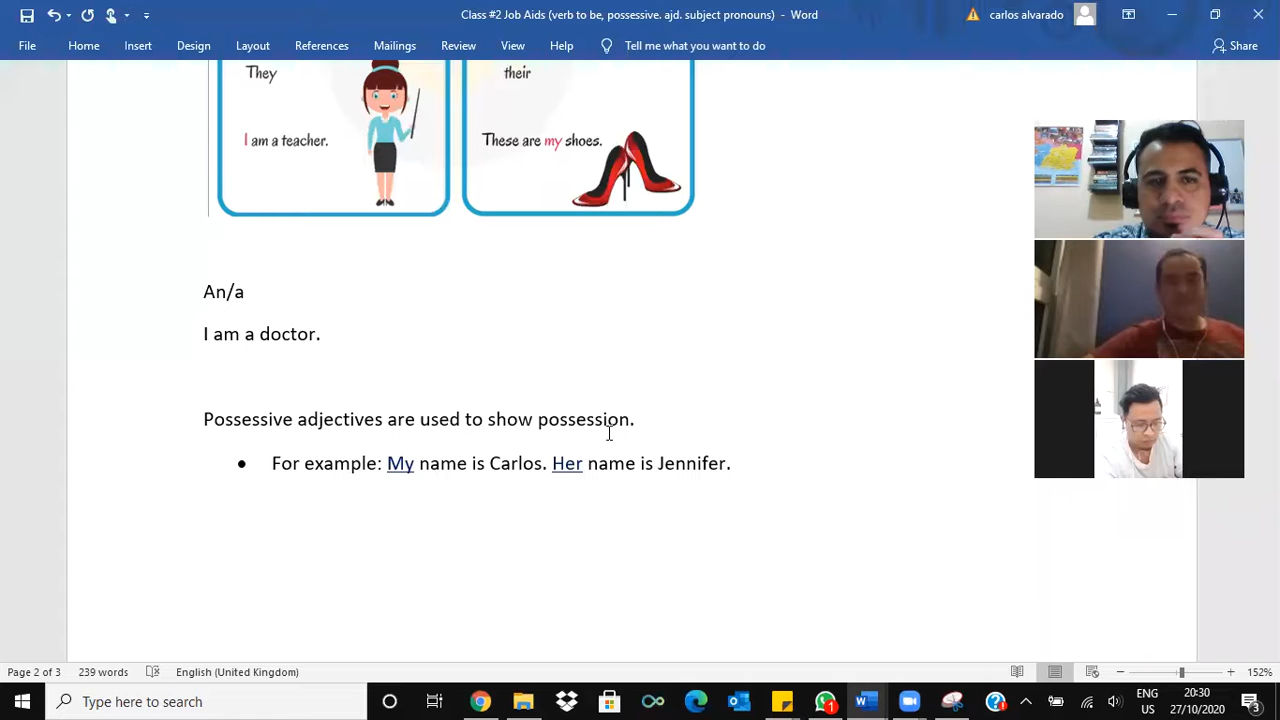 Class #2 Job Aids (verb to be, possessive. ajd. subject pronouns) - Word
carlos alvarado
File Home Insert Design Layout References Mailings Review View Help Tell me what you want to do Share
They
their
I am a teacher.
These are my shoes.
An/a
I am a doctor.
Possessive adjectives are used to show possession.
For example: My name is Carlos. Her name is Jennifer.
Page 2 of 3 239 words English (United Kingdom) 152%
Type here to search
1
ENG
US
20:30
27/10/2020
3